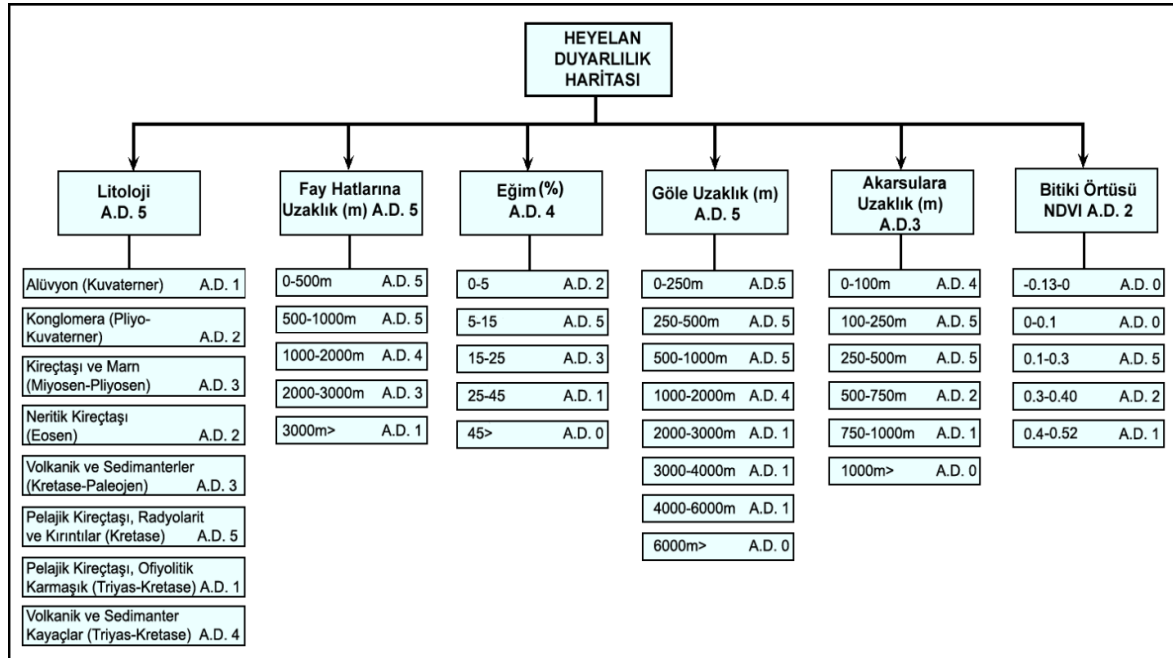 HEYELAN
DUYARLILIK
HARİTASI
Litoloji
A.D. 5
Alüvyon (Kuvaterner) A.D. 1
Konglomera (Pliyo-
Kuvaterner) A.D. 2
Kireçtaşı ve Marn
(Miyosen-Pliyosen) A.D. 3
Neritik Kireçtaşı
(Eosen) A.D. 2
Volkanik ve Sedimanterler
(Kretase-Paleojen) A.D. 3
Pelajik Kireçtaşı, Radyolarit
ve Kırıntılar (Kretase) A.D. 5
Pelajik Kireçtaşı, Ofiyolitik
Karmaşık (Triyas-Kretase) A.D. 1
Volkanik ve Sedimanter
Kayaçlar (Triyas-Kretase) A.D. 4
Fay Hatlarına
Uzaklık (m) A.D. 5
0-500m A.D. 5
500-1000m A.D. 5
1000-2000m A.D. 4
2000-3000m A.D. 3
3000m> A.D. 1
Eğim (%)
A.D. 4
0-5 A.D. 2
5-15 A.D. 5
15-25 A.D. 3
25-45 A.D. 1
45> A.D. 0
Göle Uzaklık (m)
A.D. 5
0-250m A.D.5
250-500m A.D. 5
500-1000m A.D. 5
1000-2000m A.D. 4
2000-3000m A.D. 1
3000-4000m A.D. 1
4000-6000m A.D. 1
6000m> A.D. 0
Akarsulara
Uzaklık (m)
A.D.3
0-100m A.D. 4
100-250m A.D. 5
250-500m A.D. 5
500-750m A.D. 2
750-1000m A.D. 1
1000m> A.D. 0
Bitiki Örtüsü
NDVI A.D. 2
-0.13-0 A.D. 0
0-0.1 A.D. 0
0.1-0.3 A.D. 5
0.3-0.40 A.D. 2
0.4-0.52 A.D. 1